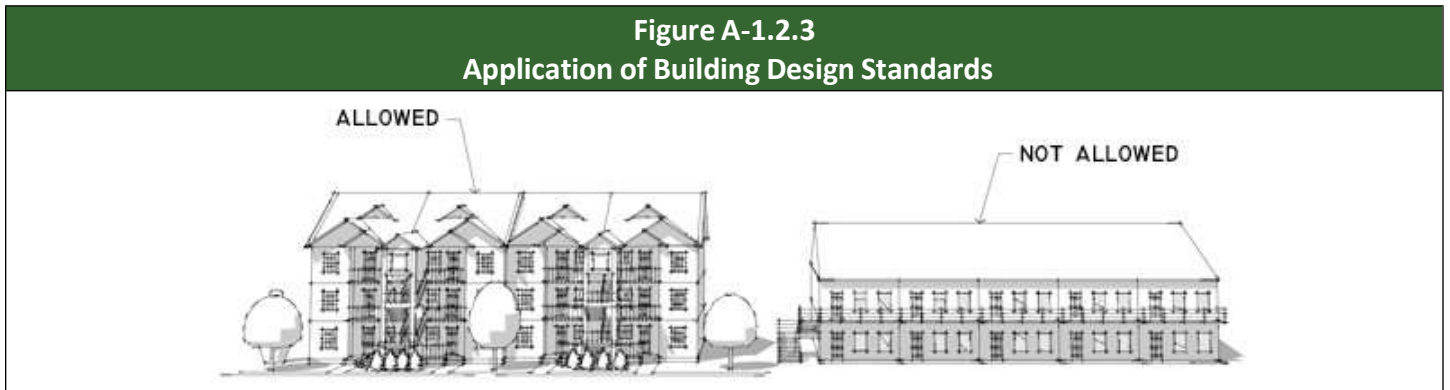 Figure A-1.2.3
Application of Building Design Standards
ALLOWED
NOT ALLOWED